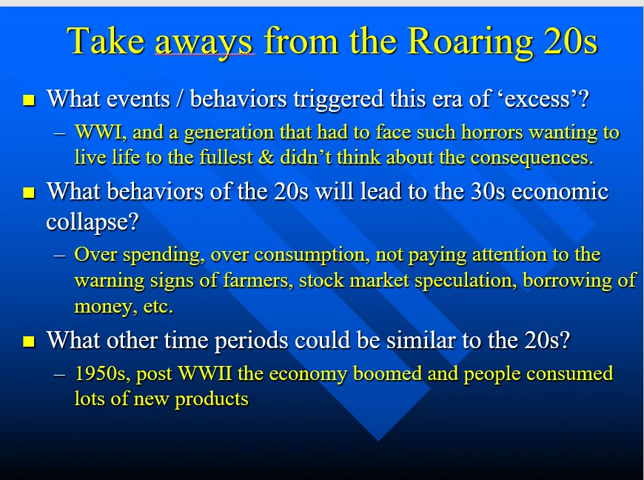 Take aways from the Roaring 20s
What events / behaviors triggered this era of ‘excess’?
– WWI, and a generation that had to face such horrors wanting to
live life to the fullest & didn’t think about the consequences.
What behaviors of the 20s will lead to the 30s economic
collapse?
– Over spending, over consumption, not paying attention to the
warning signs of farmers, stock market speculation, borrowing of
money, etc.
What other time periods could be similar to the 20s?
– 1950s, post WWII the economy boomed and people consumed
lots of new products